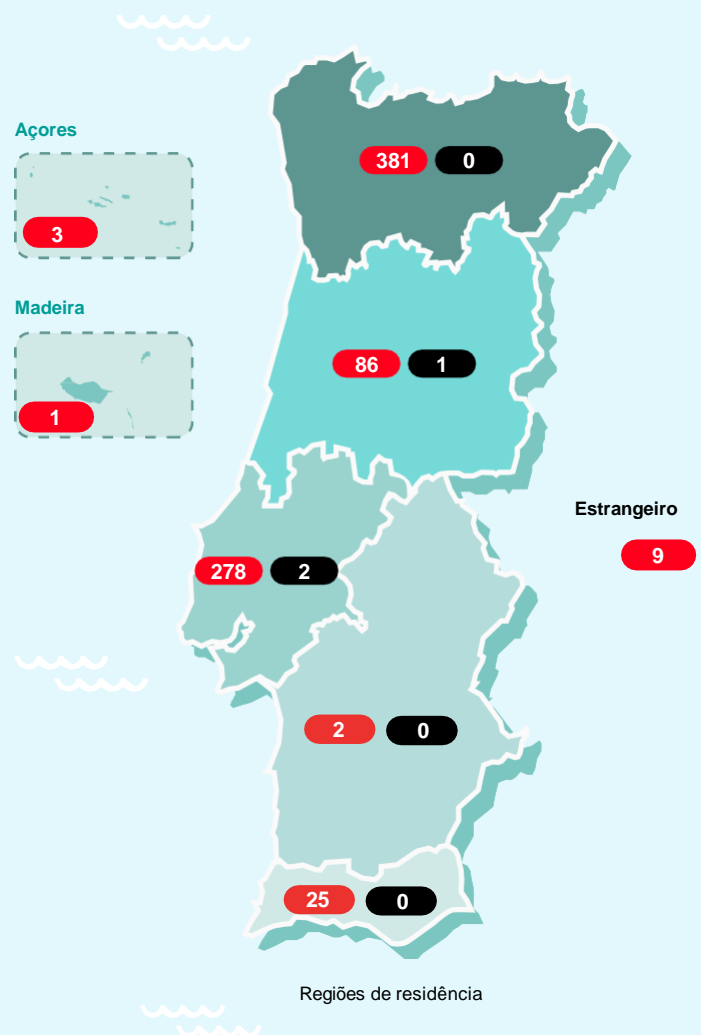 381 0
Açores
3
Madeira
86 1
1
Estrangeiro
9
278 2
2 0
25 0
Regiões de residência